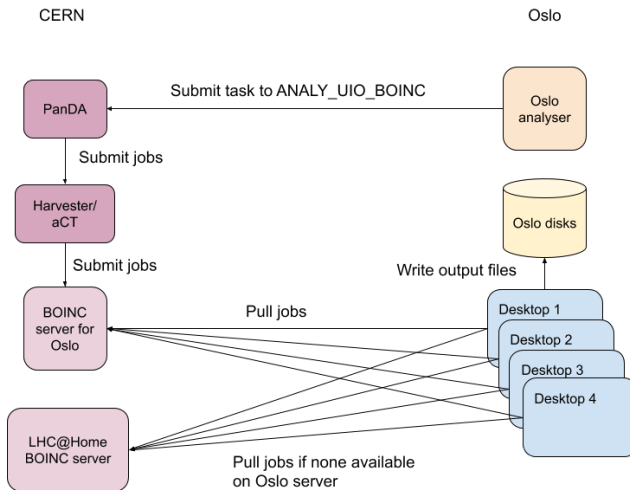 CERN
Oslo
Submit task to ANALY_UIO_BOINC
PanDA
Oslo
analyser
Submit jobs
Harvester/
aCT
Oslo disks
Submit jobs
Write output files
BOINC
server for
Oslo
Pull jobs
Desktop 1
Desktop 2
Desktop 3
Desktop 4
LHC@Home
BOINC server
Pull jobs if none available
on Oslo server